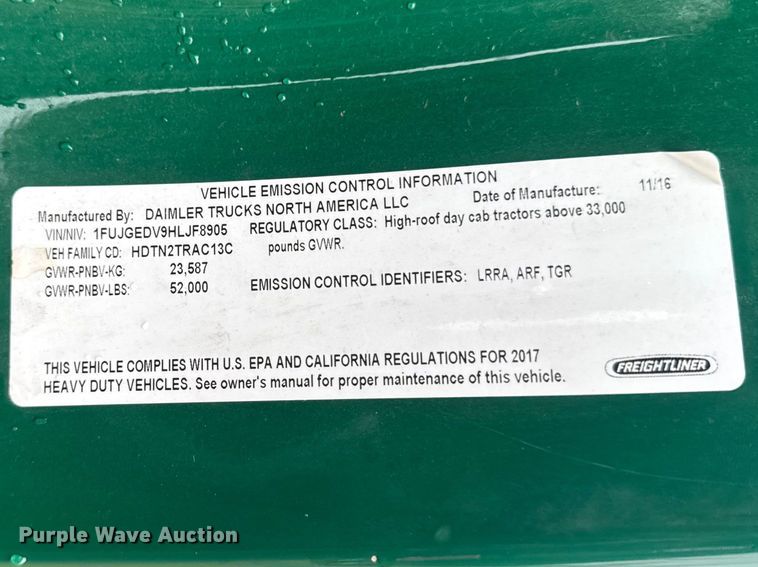 VEHICLE EMISSION CONTROL INFORMATION
Manufactured By: DAIMLER TRUCKS NORTH AMERICA LLC Date of Manufacture: 11/16
VIN/NIV: 1FUJGEDV9HLJF8905 REGULATORY CLASS: High-roof day cab tractors above 33,000
VEH FAMILY CD: HDTN2TRAC13C pounds GVWR.
GVWR-PNBV-KG: 23,587
GVWR-PNBV-LBS: 52,000 EMISSION CONTROL IDENTIFIERS: LRRA, ARF, TGR
THIS VEHICLE COMPLIES WITH U.S. EPA AND CALIFORNIA REGULATIONS FOR 2017
HEAVY DUTY VEHICLES. See owner's manual for proper maintenance of this vehicle.
FREIGHTLINER
Purple Wave Auction